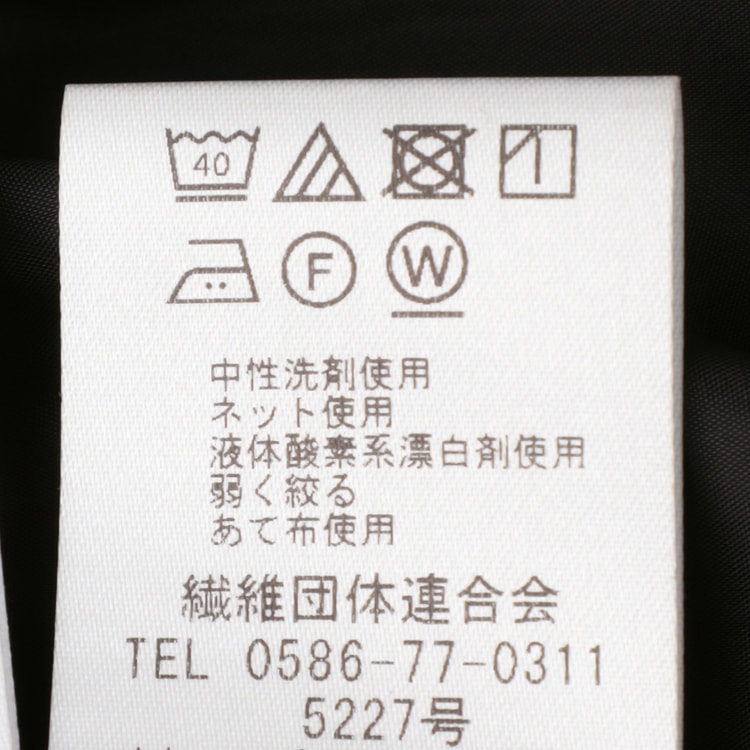 40
F W
中性洗剤使用
ネット使用
液体酸素系漂白剤使用
弱く絞る
あて布使用
繊維団体連合会
TEL 0586-77-0311
5227号